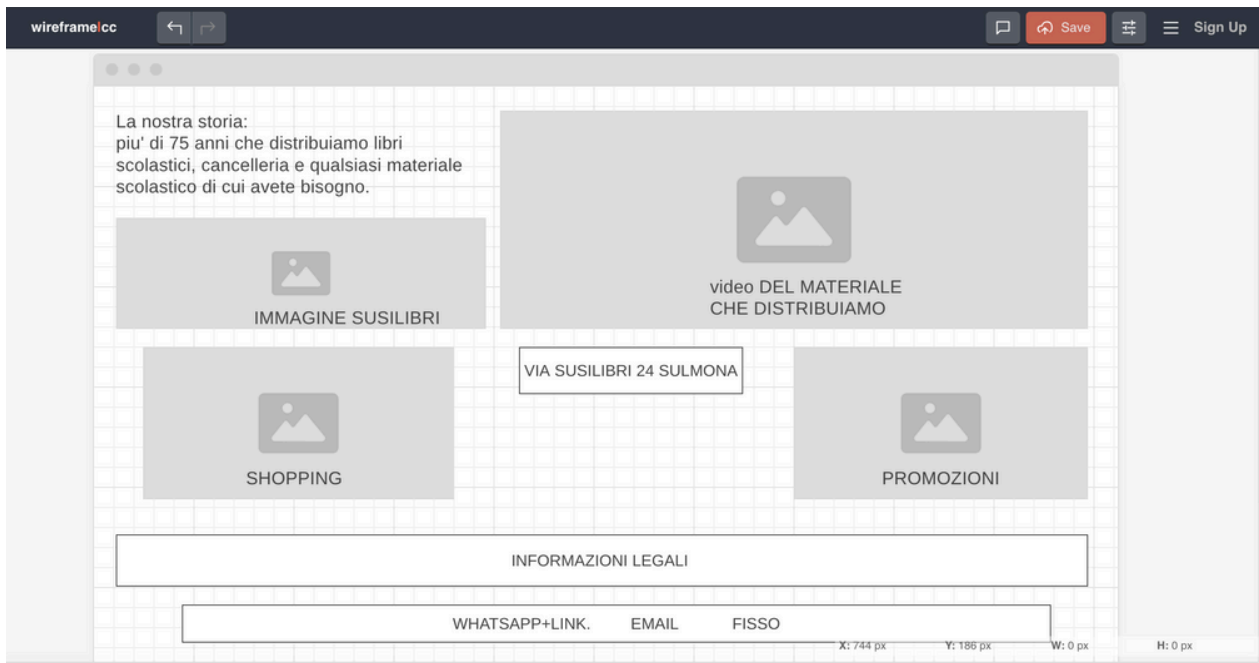 wireframe|cc
Save
Sign Up
La nostra storia:
piu' di 75 anni che distribuiamo libri
scolastici, cancelleria e qualsiasi materiale
scolastico di cui avete bisogno.
IMMAGINE SUSILIBRI
video DEL MATERIALE
CHE DISTRIBUIAMO
SHOPPING
VIA SUSILIBRI 24 SULMONA
PROMOZIONI
INFORMAZIONI LEGALI
WHATSAPP+LINK. EMAIL FISSO
X: 744 px Y: 186 px W: 0 px H: 0 px